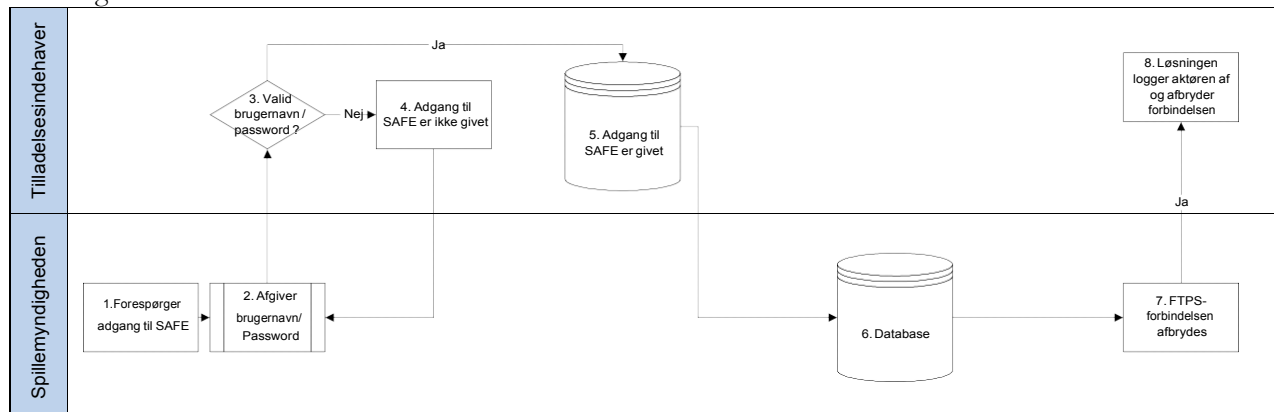 Tilladelsesindehaver
Ja
3. Valid
brugernavn /
password ?
Nej
4. Adgang til
SAFE er ikke givet
5. Adgang til
SAFE er givet
8. Løsningen
logger aktøren af
og afbryder
forbindelsen
Ja
Spillemyndigheden
1.Forespørger
adgang til SAFE
2. Afgiver
brugernavn/
Password
6. Database
7. FTPS-
forbindelsen
afbrydes